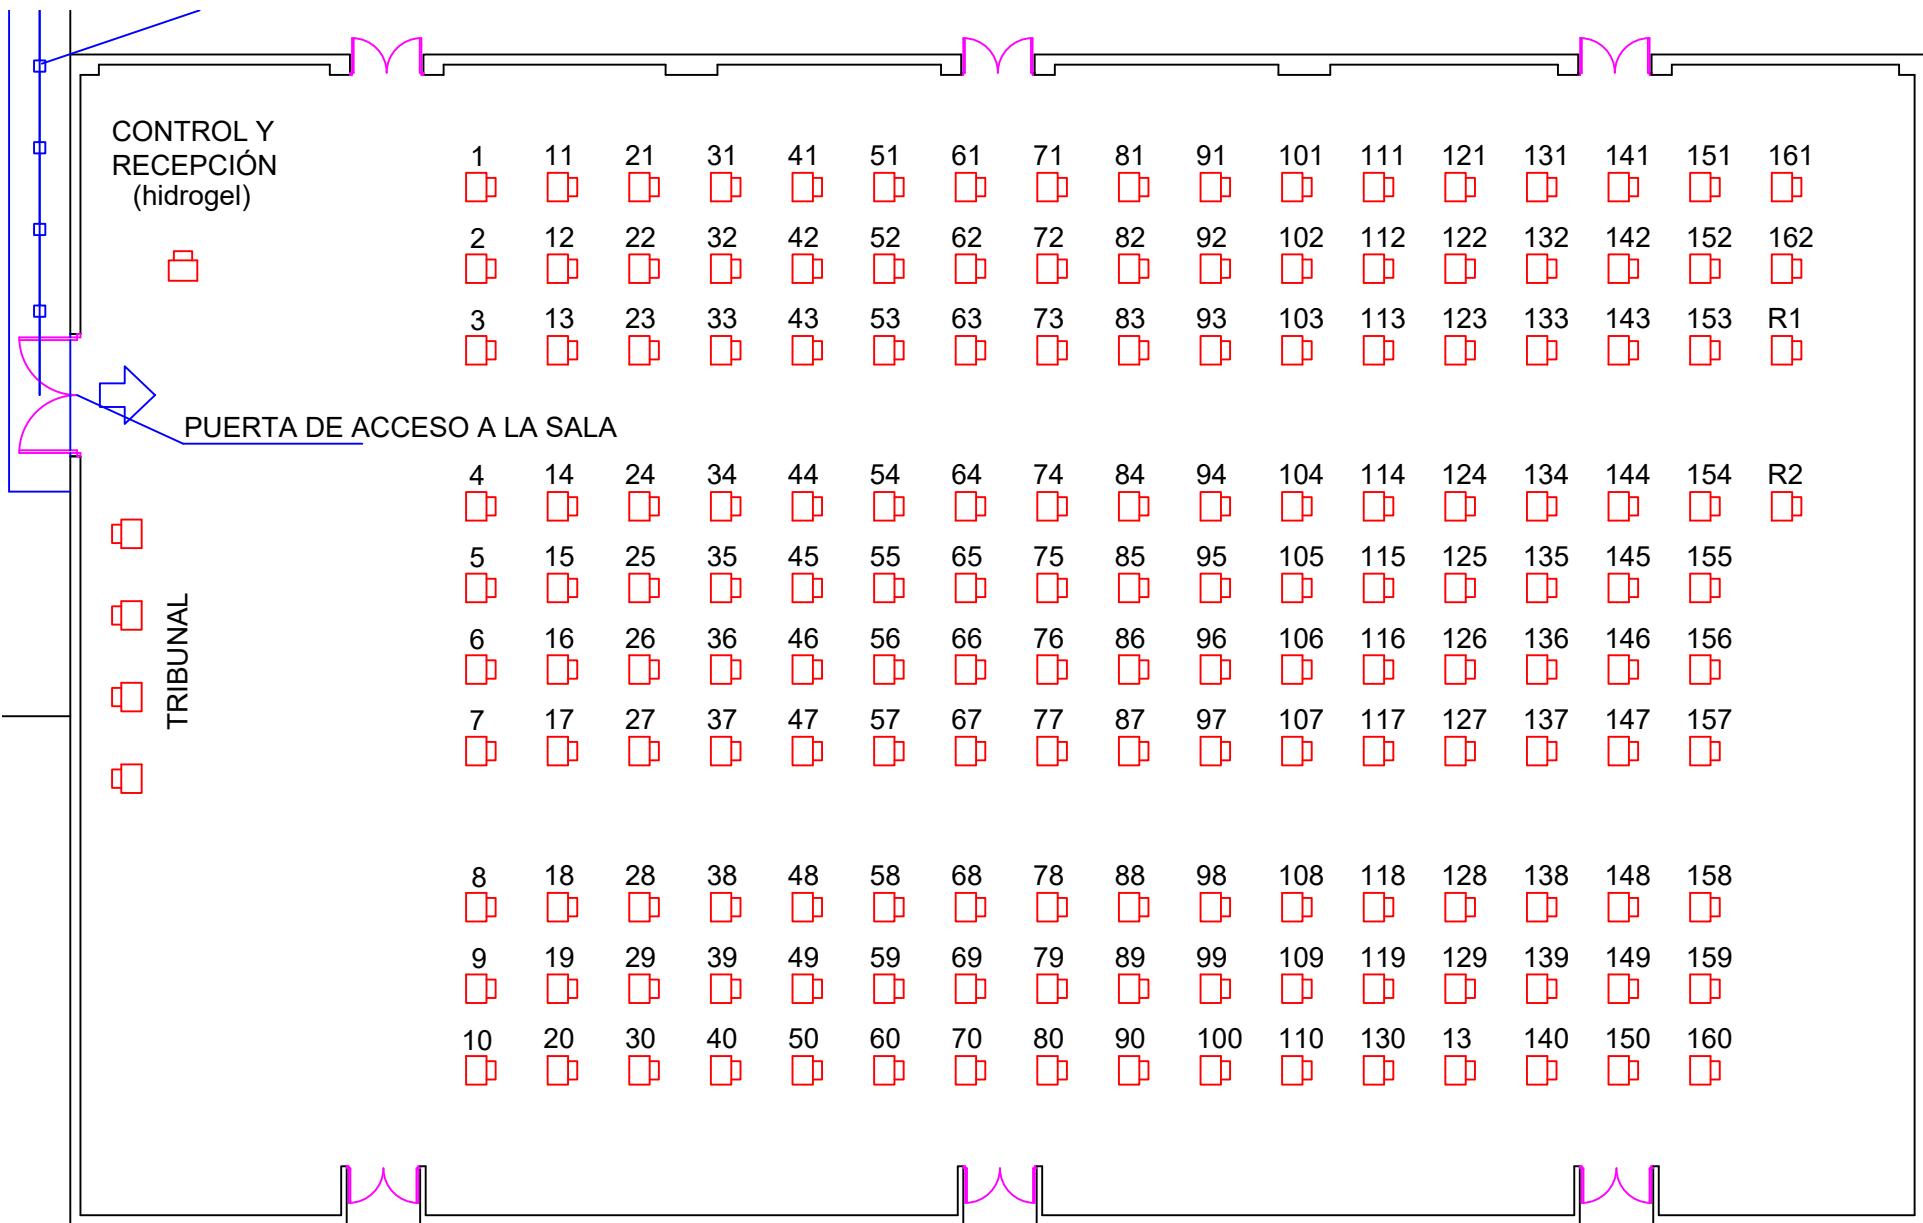 CONTROL Y
RECEPCIÓN
(hidrogel)
1 11 21 31 41 51 61 71 81 91 101 111 121 131 141 151 161
2 12 22 32 42 52 62 72 82 92 102 112 122 132 142 152 162
3 13 23 33 43 53 63 73 83 93 103 113 123 133 143 153 R1
PUERTA DE ACCESO A LA SALA
4 14 24 34 44 54 64 74 84 94 104 114 124 134 144 154 R2
5 15 25 35 45 55 65 75 85 95 105 115 125 135 145 155
6 16 26 36 46 56 66 76 86 96 106 116 126 136 146 156
7 17 27 37 47 57 67 77 87 97 107 117 127 137 147 157
TRIBUNAL
8 18 28 38 48 58 68 78 88 98 108 118 128 138 148 158
9 19 29 39 49 59 69 79 89 99 109 119 129 139 149 159
10 20 30 40 50 60 70 80 90 100 110 130 13 140 150 160